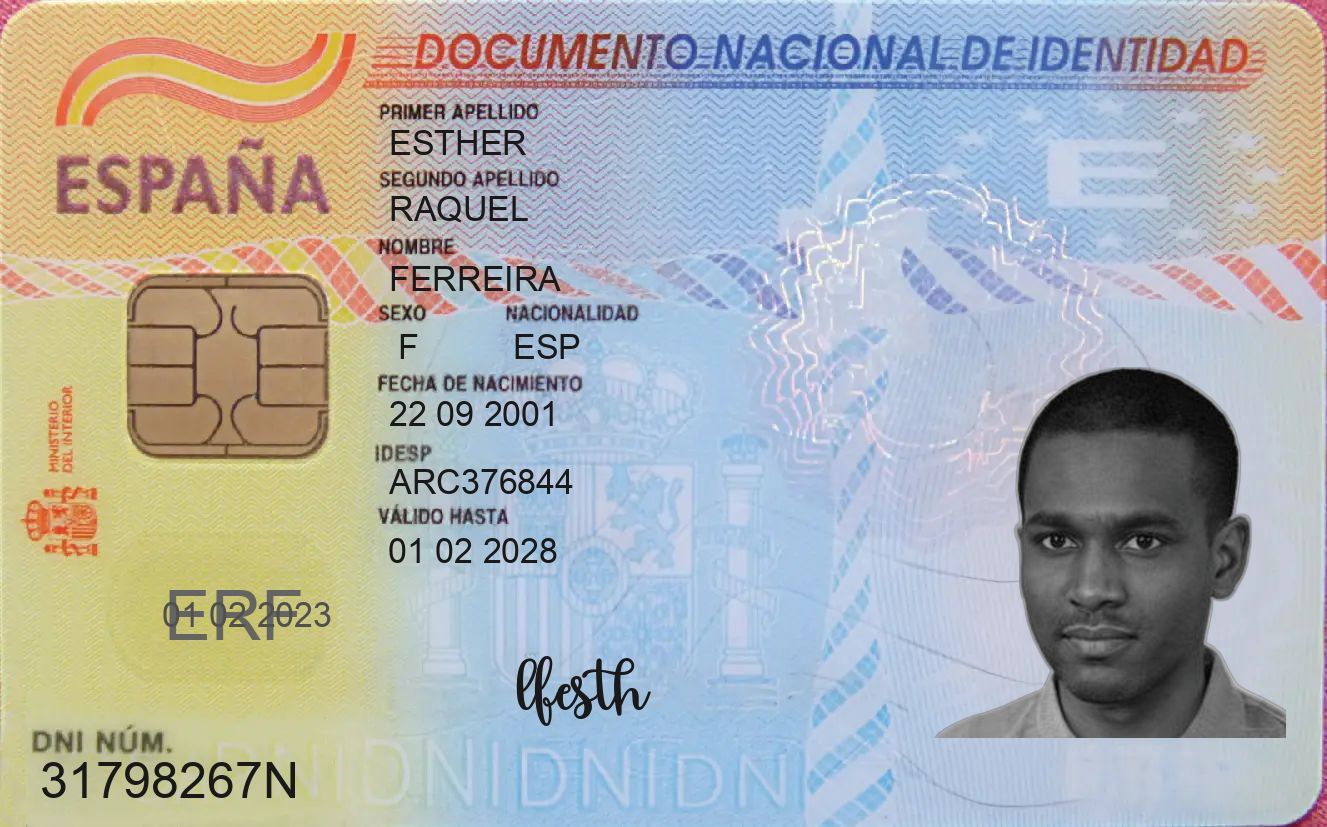 DOCUMENTO NACIONAL DE IDENTIDAD
ESPAÑA
PRIMER APELLIDO
ESTHER
SEGUNDO APELLIDO
RAQUEL
NOMBRE
FERREIRA
SEXO NACIONALIDAD
F ESP
FECHA DE NACIMIENTO
22 09 2001
IDESP
ARC376844
VÁLIDO HASTA
01 02 2028
MINISTERIO
DEL INTERIOR
E
01 02 2023
ERF
lfesth
DNI NÚM.
31798267N
DNIDNIDNIDNI